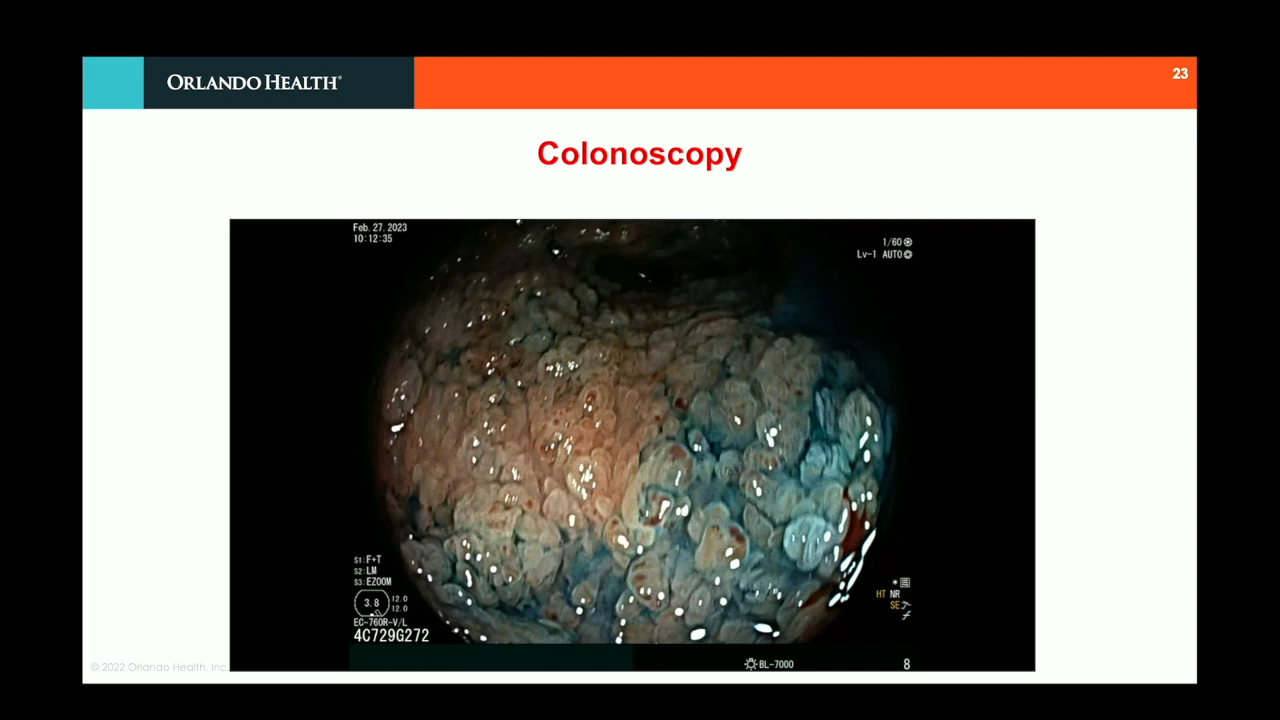 ORLANDO HEALTH®
23
Colonoscopy
Feb. 27. 2023
10:12:35
1/60
Lv-1 AUTO
S1:F+T
S2:LM
S3:EZOOM
3.8
12.0
12.0
EC-760R-V/L
4C729G272
HT NR
SE
BL-7000
8
© 2022 Orlando Health, Inc